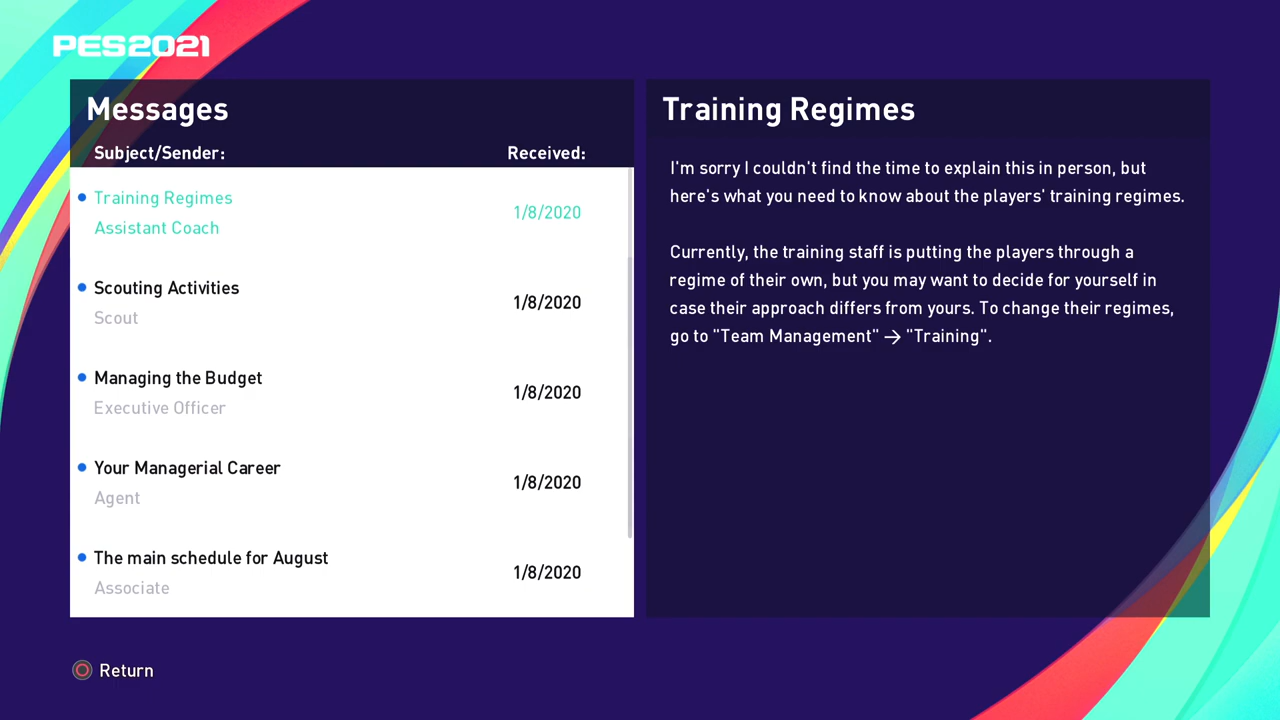 PES2021
Messages
Subject/Sender:
Received:
Training Regimes
Assistant Coach
1/8/2020
Scouting Activities
Scout
1/8/2020
Managing the Budget
Executive Officer
1/8/2020
Your Managerial Career
Agent
1/8/2020
The main schedule for August
Associate
1/8/2020
Training Regimes
I'm sorry I couldn't find the time to explain this in person, but
here's what you need to know about the players' training regimes.
Currently, the training staff is putting the players through a
regime of their own, but you may want to decide for yourself in
case their approach differs from yours. To change their regimes,
go to "Team Management" → "Training".
Return